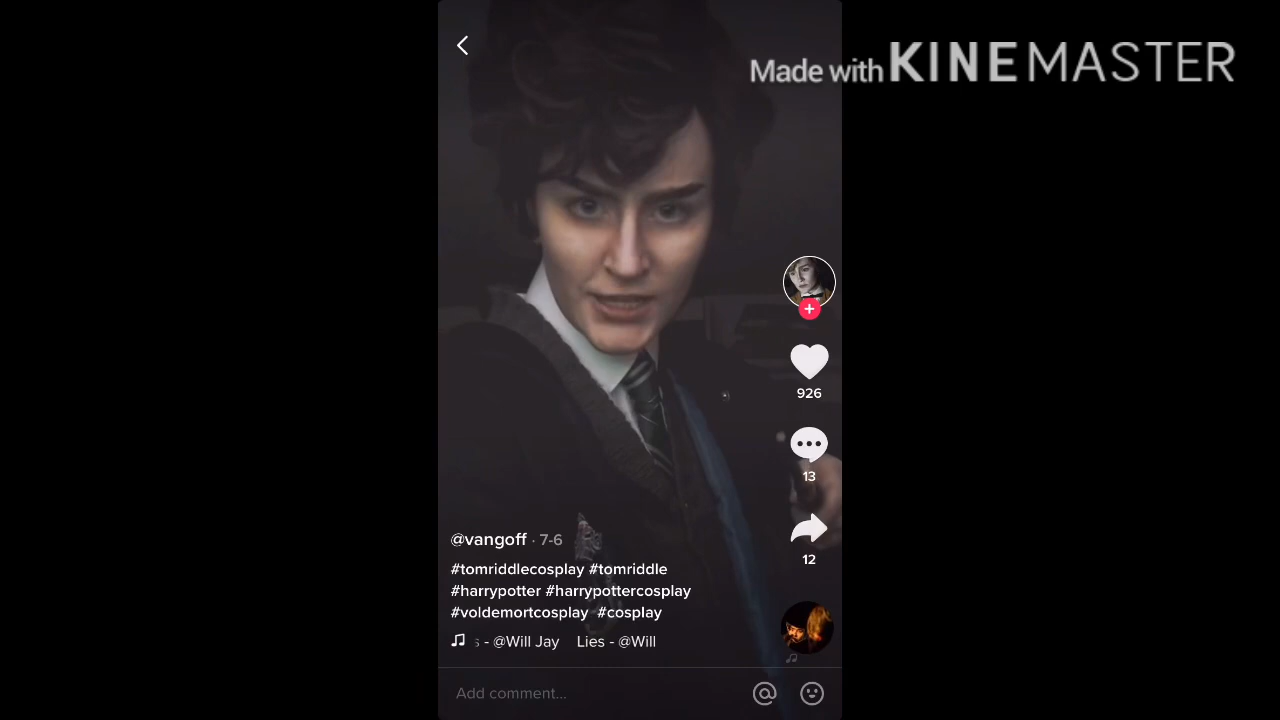 Made with KINEMASTER
926
13
12
@vangoff · 7-6
#tomriddlecosplay #tomriddle
#harrypotter #harrypottercosplay
#voldemortcosplay #cosplay
s - @Will Jay Lies - @Will
Add comment...